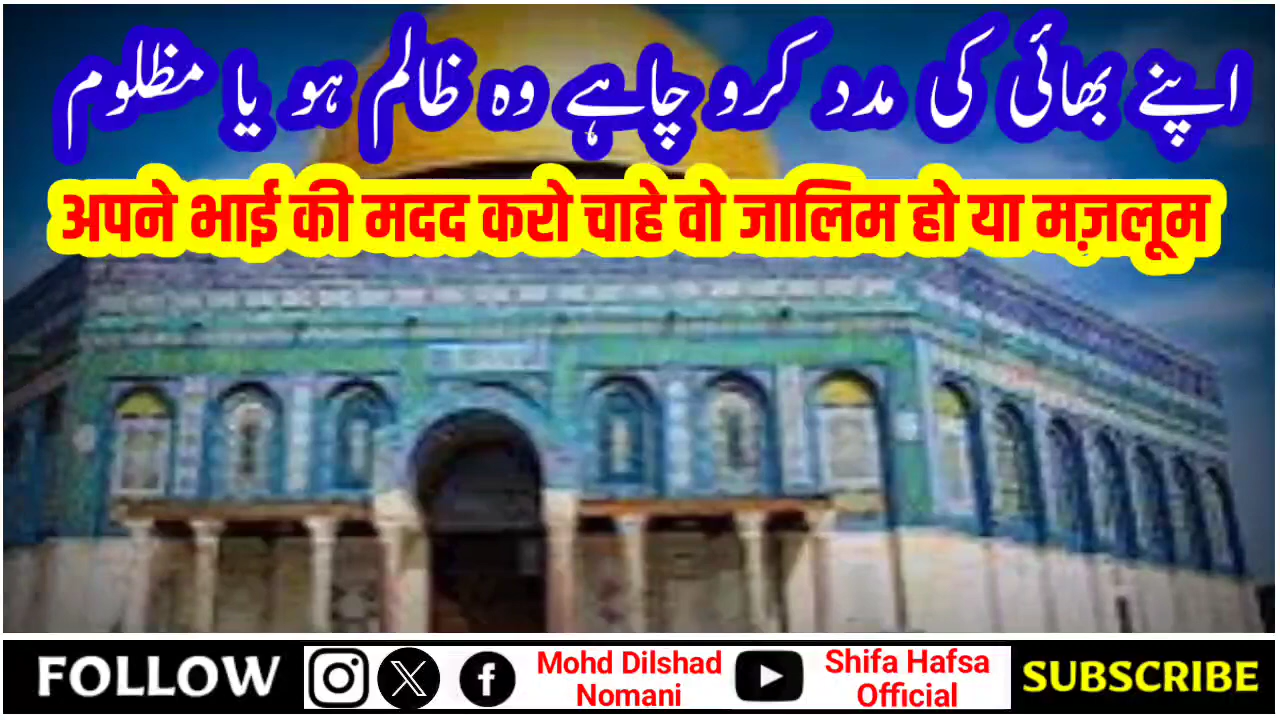 اپنے بھائی کی مدد کرو چاہے وہ ظالم ہو یا مظلوم
अपने भाई की मदद करो चाहे वो जालिम हो या मज़लूम
FOLLOW
Mohd Dilshad
Nomani
Shifa Hafsa
Official
SUBSCRIBE